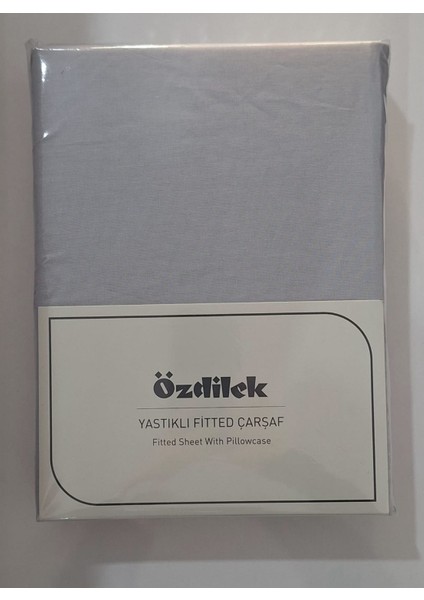 Özdilek
YASTIKLI FİTTED ÇARŞAF
Fitted Sheet With Pillowcase